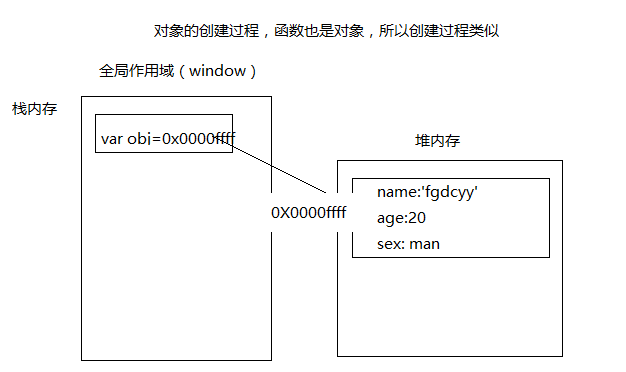 对象的创建过程，函数也是对象，所以创建过程类似
全局作用域（window）
栈内存
var obj=0x0000ffff
堆内存
0X0000ffff
name:'fgdcyy'
age:20
sex: man